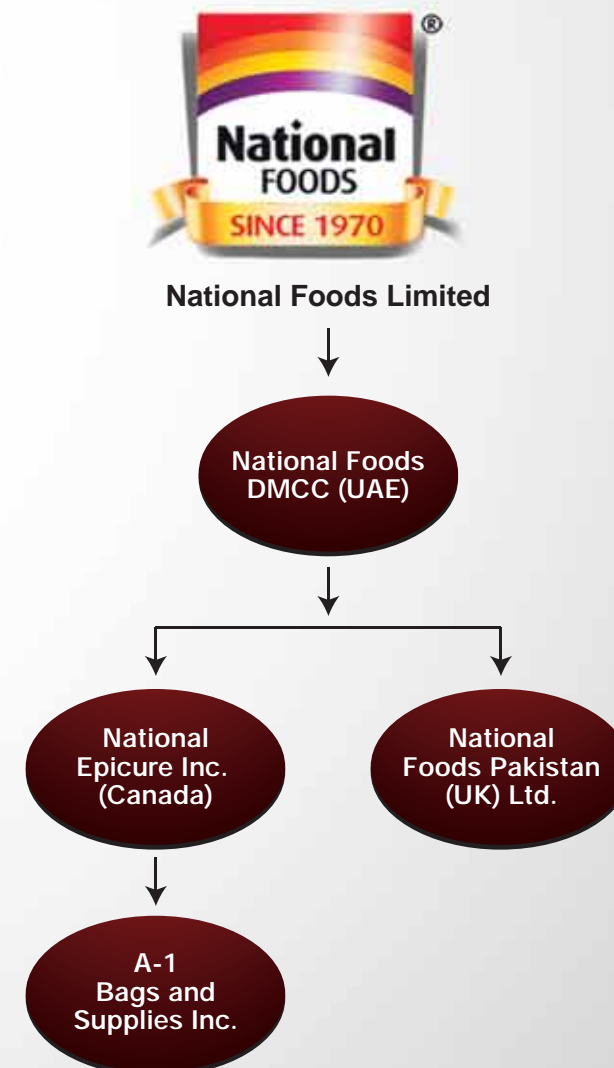 ®
National
FOODS
SINCE 1970
National Foods Limited
National Foods
DMCC (UAE)
National
Epicure Inc.
(Canada)
National
Foods Pakistan
(UK) Ltd.
A-1
Bags and
Supplies Inc.